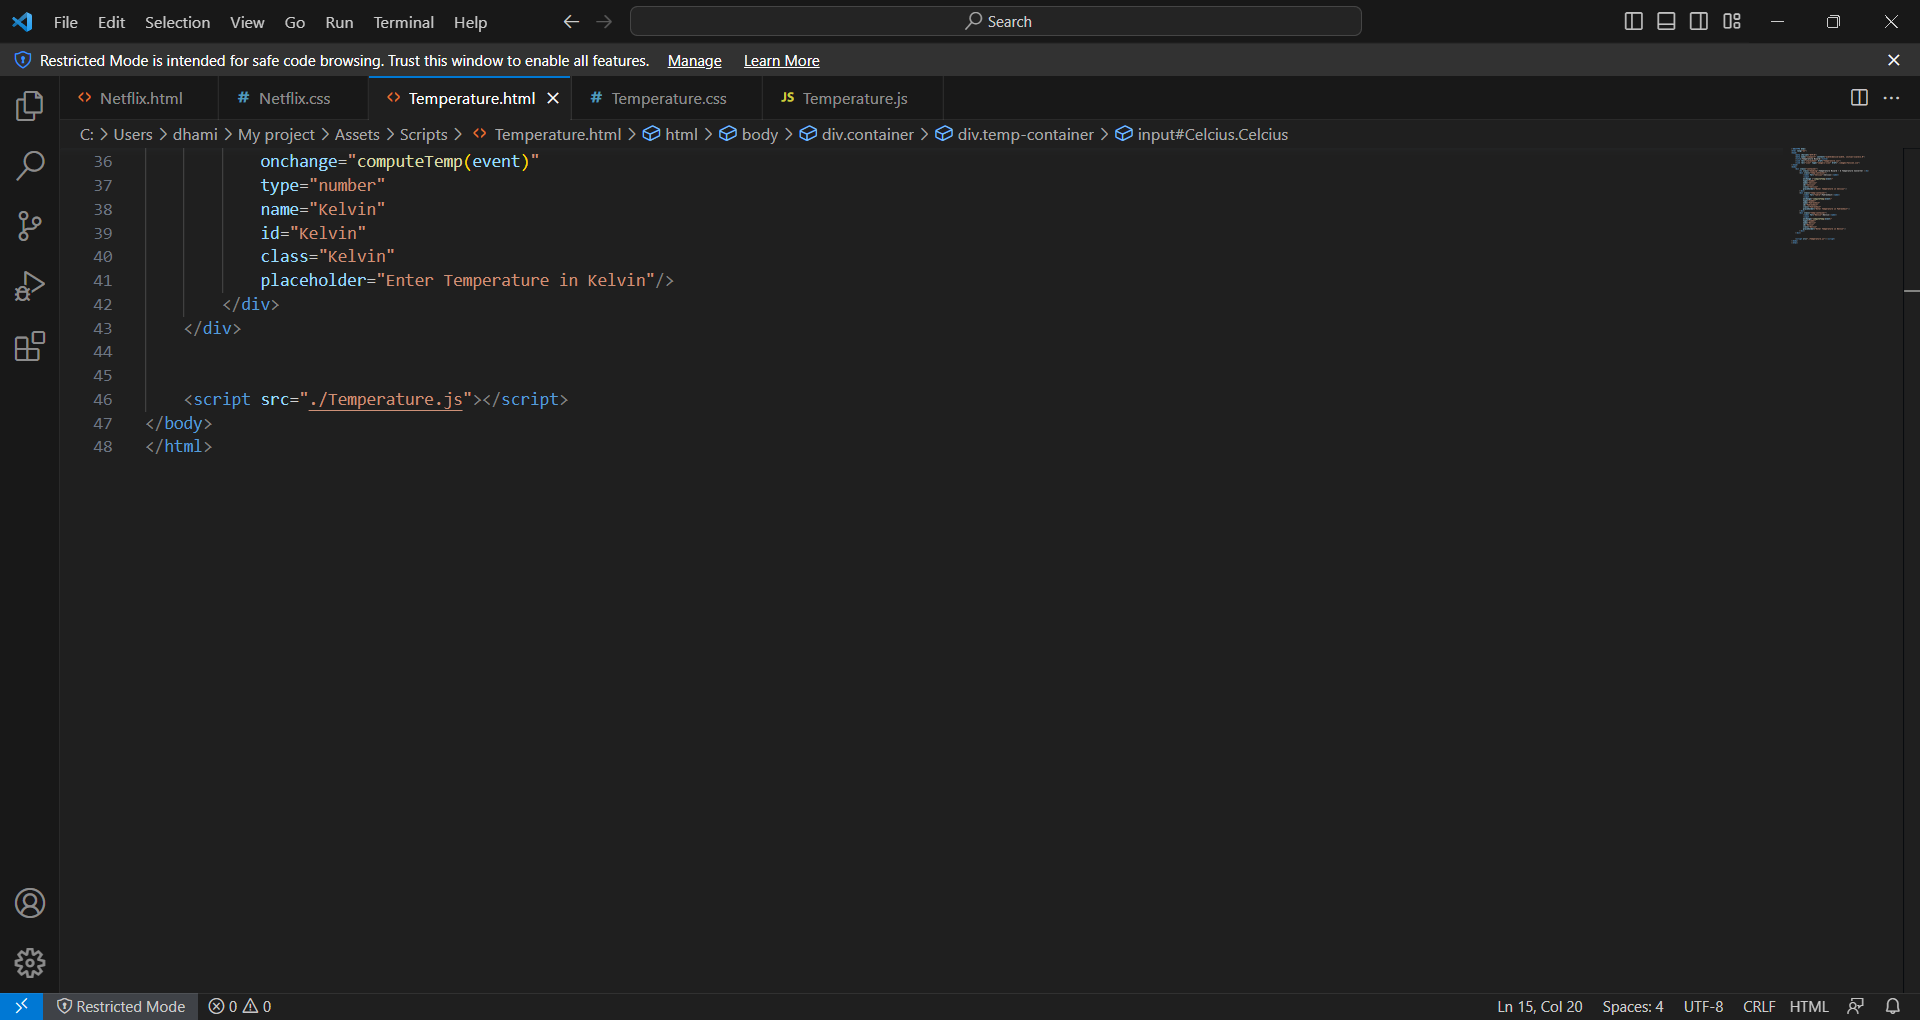 File Edit Selection View Go Run Terminal Help Search
Restricted Mode is intended for safe code browsing. Trust this window to enable all features. Manage Learn More
Netflix.html # Netflix.css Temperature.html # Temperature.css JS Temperature.js
C: > Users > dhami > My project > Assets > Scripts > Temperature.html > html > body > div.container > div.temp-container > input#Celcius.Celcius
36 onchange="computeTemp(event)"
37 type="number"
38 name="Kelvin"
39 id="Kelvin"
40 class="Kelvin"
41 placeholder="Enter Temperature in Kelvin"/>
42 </div>
43 </div>
44
45
46 <script src="./Temperature.js"></script>
47 </body>
48 </html>
Restricted Mode 0 0 Ln 15, Col 20 Spaces: 4 UTF-8 CRLF HTML